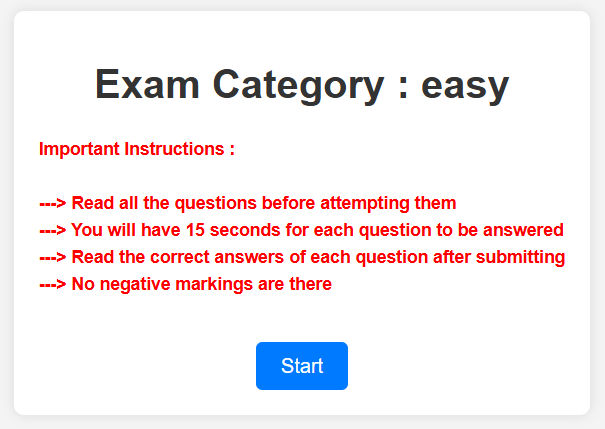 Exam Category : easy
Important Instructions :
---> Read all the questions before attempting them
---> You will have 15 seconds for each question to be answered
---> Read the correct answers of each question after submitting
---> No negative markings are there
Start